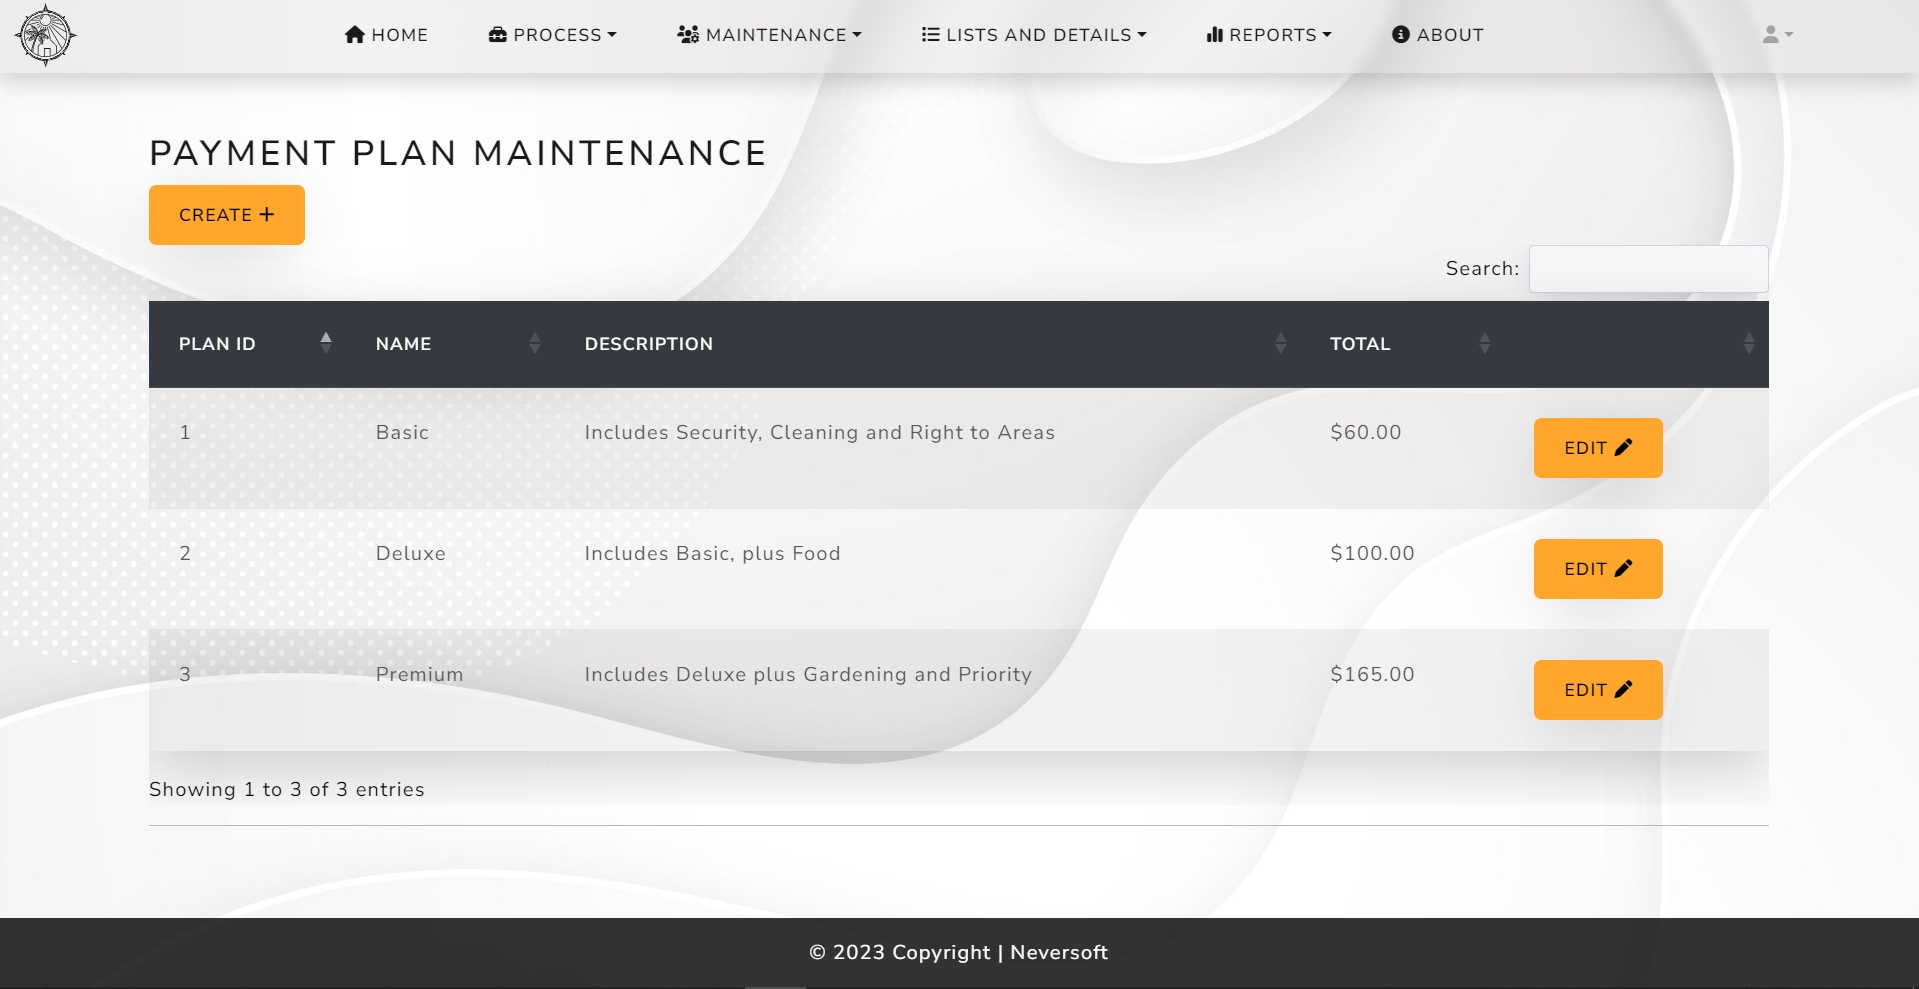 HOME PROCESS MAINTENANCE LISTS AND DETAILS REPORTS ABOUT
PAYMENT PLAN MAINTENANCE
CREATE +
Search:
PLAN ID NAME DESCRIPTION TOTAL
1 Basic Includes Security, Cleaning and Right to Areas $60.00 EDIT
2 Deluxe Includes Basic, plus Food $100.00 EDIT
3 Premium Includes Deluxe plus Gardening and Priority $165.00 EDIT
Showing 1 to 3 of 3 entries
© 2023 Copyright | Neversoft